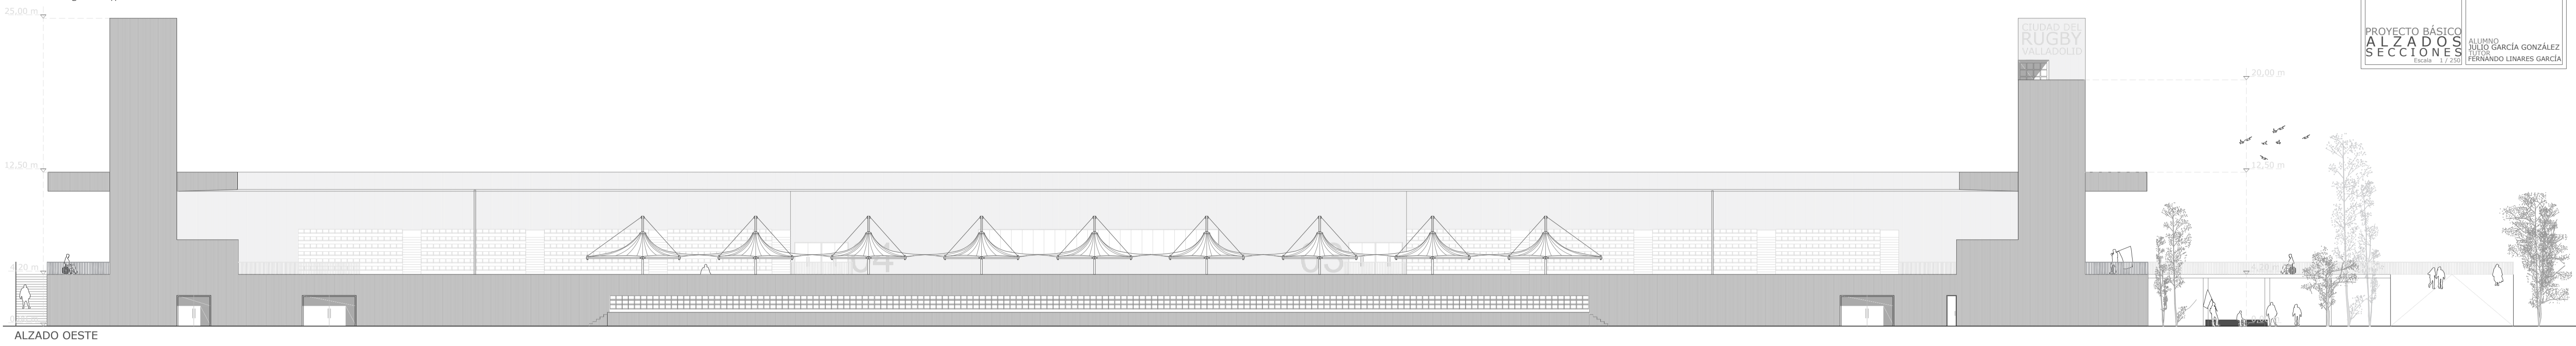 25,00 m
CIUDAD DEL
RUGBY
VALLADOLID
PROYECTO BÁSICO
ALZADOS
SECCIONES
Escala 1 / 250
ALUMNO
JULIO GARCÍA GONZÁLEZ
TUTOR
FERNANDO LINARES GARCÍA
20,00 m
12,50 m
12,50 m
04
03
4,20 m
4,20 m
ALZADO OESTE